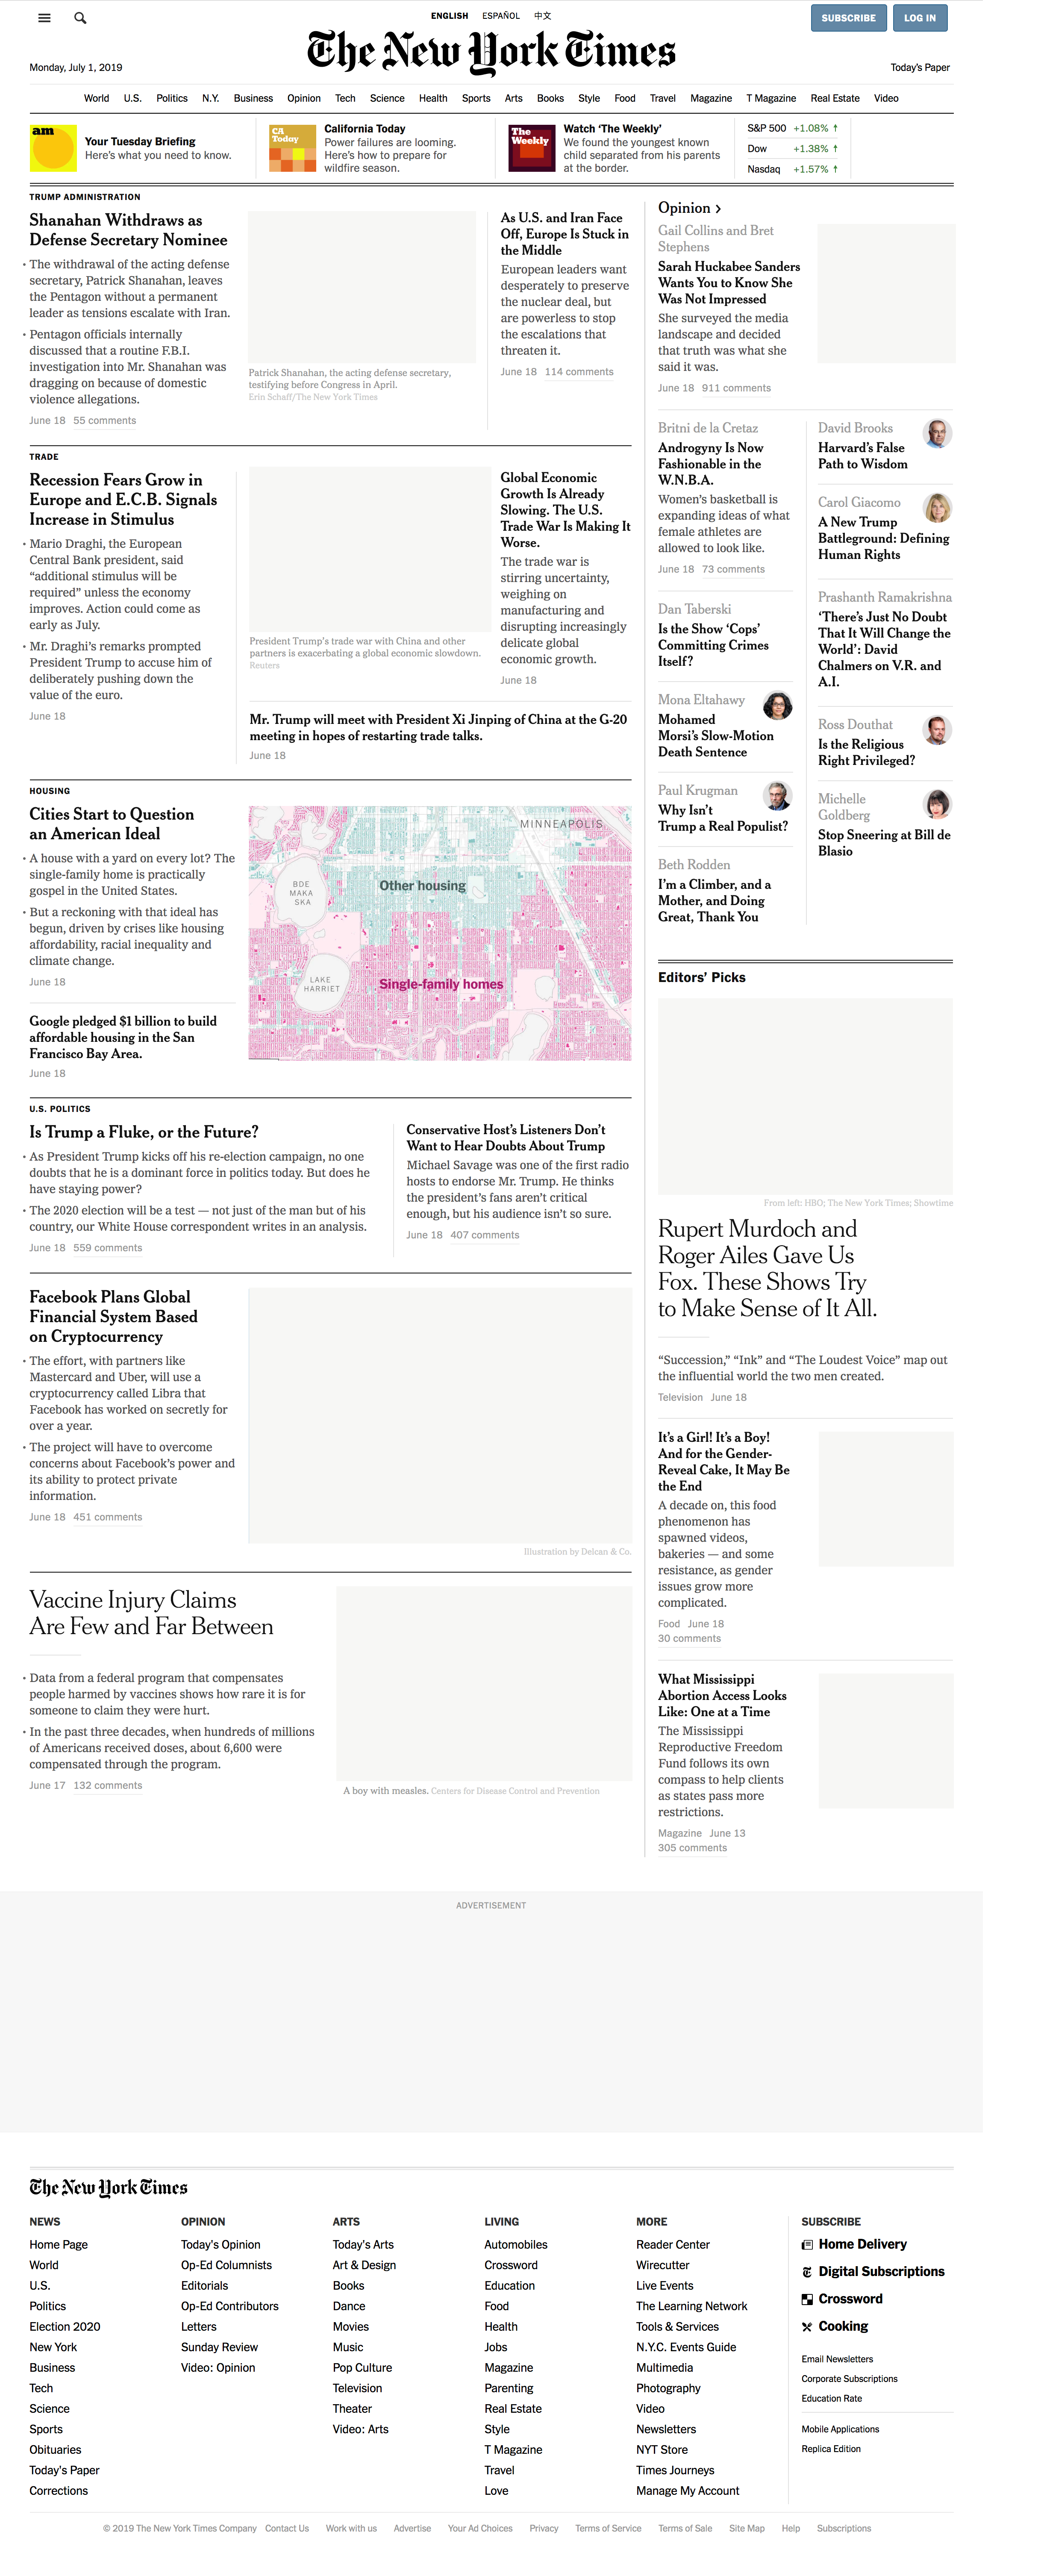 ENGLISH ESPAÑOL 中文
SUBSCRIBE LOG IN
The New York Times
Monday, July 1, 2019
Today's Paper
World U.S. Politics N.Y. Business Opinion Tech Science Health Sports Arts Books Style Food Travel Magazine T Magazine Real Estate Video
am
Your Tuesday Briefing
Here's what you need to know.
CA
Today
California Today
Power failures are looming.
Here's how to prepare for
wildfire season.
The
Weekly
Watch 'The Weekly'
We found the youngest known
child separated from his parents
at the border.
S&P 500 +1.08% ↑
Dow +1.38% ↑
Nasdaq +1.57% ↑
TRUMP ADMINISTRATION
Shanahan Withdraws as
Defense Secretary Nominee
• The withdrawal of the acting defense
secretary, Patrick Shanahan, leaves
the Pentagon without a permanent
leader as tensions escalate with Iran.
• Pentagon officials internally
discussed that a routine F.B.I.
investigation into Mr. Shanahan was
dragging on because of domestic
violence allegations.
June 18 55 comments
Patrick Shanahan, the acting defense secretary,
testifying before Congress in April.
Erin Schaff/The New York Times
As U.S. and Iran Face
Off, Europe Is Stuck in
the Middle
European leaders want
desperately to preserve
the nuclear deal, but
are powerless to stop
the escalations that
threaten it.
June 18 114 comments
TRADE
Recession Fears Grow in
Europe and E.C.B. Signals
Increase in Stimulus
• Mario Draghi, the European
Central Bank president, said
“additional stimulus will be
required” unless the economy
improves. Action could come as
early as July.
• Mr. Draghi's remarks prompted
President Trump to accuse him of
deliberately pushing down the
value of the euro.
June 18
President Trump's trade war with China and other
partners is exacerbating a global economic slowdown.
Reuters
Global Economic
Growth Is Already
Slowing. The U.S.
Trade War Is Making It
Worse.
The trade war is
stirring uncertainty,
weighing on
manufacturing and
disrupting increasingly
delicate global
economic growth.
June 18
Mr. Trump will meet with President Xi Jinping of China at the G-20
meeting in hopes of restarting trade talks.
June 18
HOUSING
Cities Start to Question
an American Ideal
• A house with a yard on every lot? The
single-family home is practically
gospel in the United States.
• But a reckoning with that ideal has
begun, driven by crises like housing
affordability, racial inequality and
climate change.
June 18
Google pledged $1 billion to build
affordable housing in the San
Francisco Bay Area.
June 18
MINNEAPOLIS
Other housing
BDE
MAKA
SKA
LAKE
HARRIET
Single-family homes
U.S. POLITICS
Is Trump a Fluke, or the Future?
• As President Trump kicks off his re-election campaign, no one
doubts that he is a dominant force in politics today. But does he
have staying power?
• The 2020 election will be a test — not just of the man but of his
country, our White House correspondent writes in an analysis.
June 18 559 comments
Conservative Host's Listeners Don't
Want to Hear Doubts About Trump
Michael Savage was one of the first radio
hosts to endorse Mr. Trump. He thinks
the president's fans aren't critical
enough, but his audience isn't so sure.
June 18 407 comments
Facebook Plans Global
Financial System Based
on Cryptocurrency
• The effort, with partners like
Mastercard and Uber, will use a
cryptocurrency called Libra that
Facebook has worked on secretly for
over a year.
• The project will have to overcome
concerns about Facebook's power and
its ability to protect private
information.
June 18 451 comments
Illustration by Delcan & Co.
Vaccine Injury Claims
Are Few and Far Between
• Data from a federal program that compensates
people harmed by vaccines shows how rare it is for
someone to claim they were hurt.
• In the past three decades, when hundreds of millions
of Americans received doses, about 6,600 were
compensated through the program.
June 17 132 comments
A boy with measles. Centers for Disease Control and Prevention
Opinion ›
Gail Collins and Bret
Stephens
Sarah Huckabee Sanders
Wants You to Know She
Was Not Impressed
She surveyed the media
landscape and decided
that truth was what she
said it was.
June 18 911 comments
Britni de la Cretaz
Androgyny Is Now
Fashionable in the
W.N.B.A.
Women's basketball is
expanding ideas of what
female athletes are
allowed to look like.
June 18 73 comments
Dan Taberski
Is the Show ‘Cops’
Committing Crimes
Itself?
Mona Eltahawy
Mohamed
Morsi's Slow-Motion
Death Sentence
Paul Krugman
Why Isn't
Trump a Real Populist?
Beth Rodden
I'm a Climber, and a
Mother, and Doing
Great, Thank You
David Brooks
Harvard's False
Path to Wisdom
Carol Giacomo
A New Trump
Battleground: Defining
Human Rights
Prashanth Ramakrishna
‘There's Just No Doubt
That It Will Change the
World’: David
Chalmers on V.R. and
A.I.
Ross Douthat
Is the Religious
Right Privileged?
Michelle
Goldberg
Stop Sneering at Bill de
Blasio
Editors' Picks
From left: HBO; The New York Times; Showtime
Rupert Murdoch and
Roger Ailes Gave Us
Fox. These Shows Try
to Make Sense of It All.
“Succession,” “Ink” and “The Loudest Voice” map out
the influential world the two men created.
Television June 18
It's a Girl! It's a Boy!
And for the Gender-
Reveal Cake, It May Be
the End
A decade on, this food
phenomenon has
spawned videos,
bakeries — and some
resistance, as gender
issues grow more
complicated.
Food June 18
30 comments
What Mississippi
Abortion Access Looks
Like: One at a Time
The Mississippi
Reproductive Freedom
Fund follows its own
compass to help clients
as states pass more
restrictions.
Magazine June 13
305 comments
ADVERTISEMENT
The New York Times
NEWS
Home Page
World
U.S.
Politics
Election 2020
New York
Business
Tech
Science
Sports
Obituaries
Today's Paper
Corrections
OPINION
Today's Opinion
Op-Ed Columnists
Editorials
Op-Ed Contributors
Letters
Sunday Review
Video: Opinion
ARTS
Today's Arts
Art & Design
Books
Dance
Movies
Music
Pop Culture
Television
Theater
Video: Arts
LIVING
Automobiles
Crossword
Education
Food
Health
Jobs
Magazine
Parenting
Real Estate
Style
T Magazine
Travel
Love
MORE
Reader Center
Wirecutter
Live Events
The Learning Network
Tools & Services
N.Y.C. Events Guide
Multimedia
Photography
Video
Newsletters
NYT Store
Times Journeys
Manage My Account
SUBSCRIBE
Home Delivery
Digital Subscriptions
Crossword
Cooking
Email Newsletters
Corporate Subscriptions
Education Rate
Mobile Applications
Replica Edition
© 2019 The New York Times Company Contact Us Work with us Advertise Your Ad Choices Privacy Terms of Service Terms of Sale Site Map Help Subscriptions